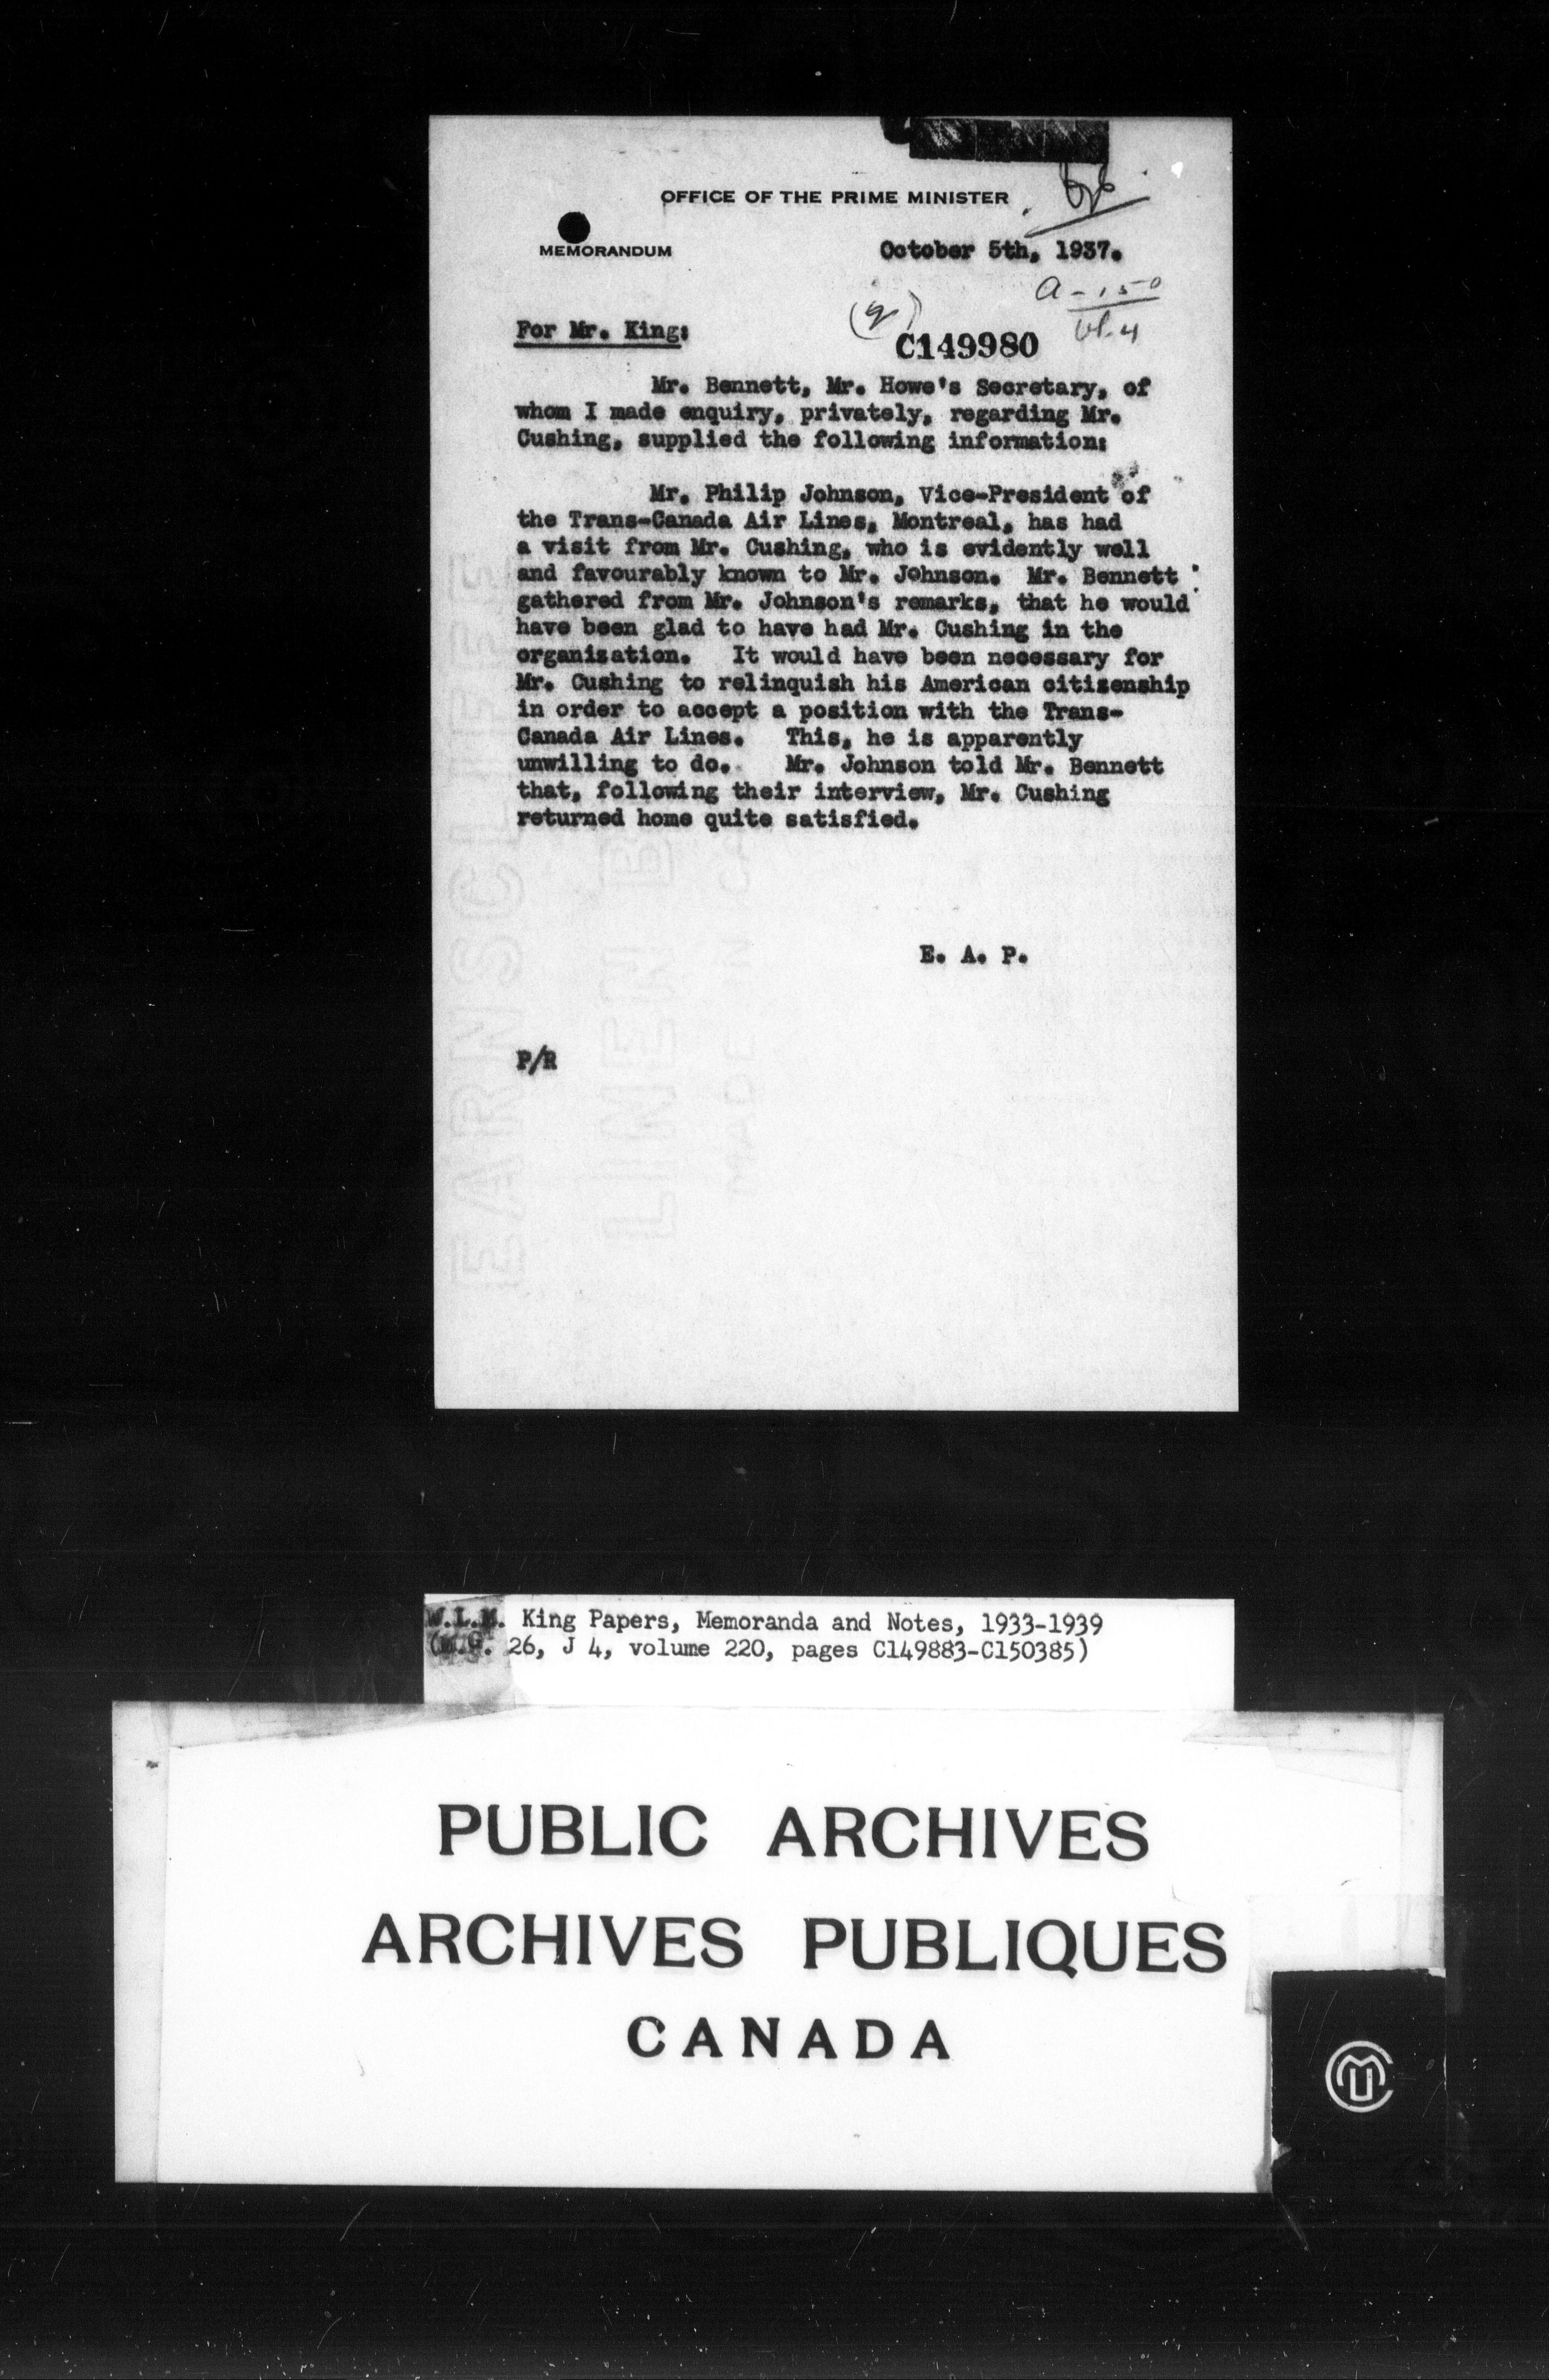 OFFICE OF THE PRIME MINISTER
MEMORANDUM
October 5th, 1937.
a-150
(g)
For Mr. King:
C149980
Mr. Bennett, Mr. Howe's Secretary, of
whom I made enquiry, privately, regarding Mr.
Cushing, supplied the following information:
Mr. Philip Johnson, Vice-President of
the Trans-Canada Air Lines, Montreal, has had
a visit from Mr. Cushing, who is evidently well
and favourably known to Mr. Johnson. Mr. Bennett
gathered from Mr. Johnson's remarks, that he would
have been glad to have had Mr. Cushing in the
organization. It would have been necessary for
Mr. Cushing to relinquish his American citizenship
in order to accept a position with the Trans-
Canada Air Lines. This, he is apparently
unwilling to do. Mr. Johnson told Mr. Bennett
that, following their interview, Mr. Cushing
returned home quite satisfied.
E. A. P.
P/R
W.L.M. King Papers, Memoranda and Notes, 1933-1939
(M.G. 26, J 4, volume 220, pages C149883-C150385)
PUBLIC ARCHIVES
ARCHIVES PUBLIQUES
CANADA